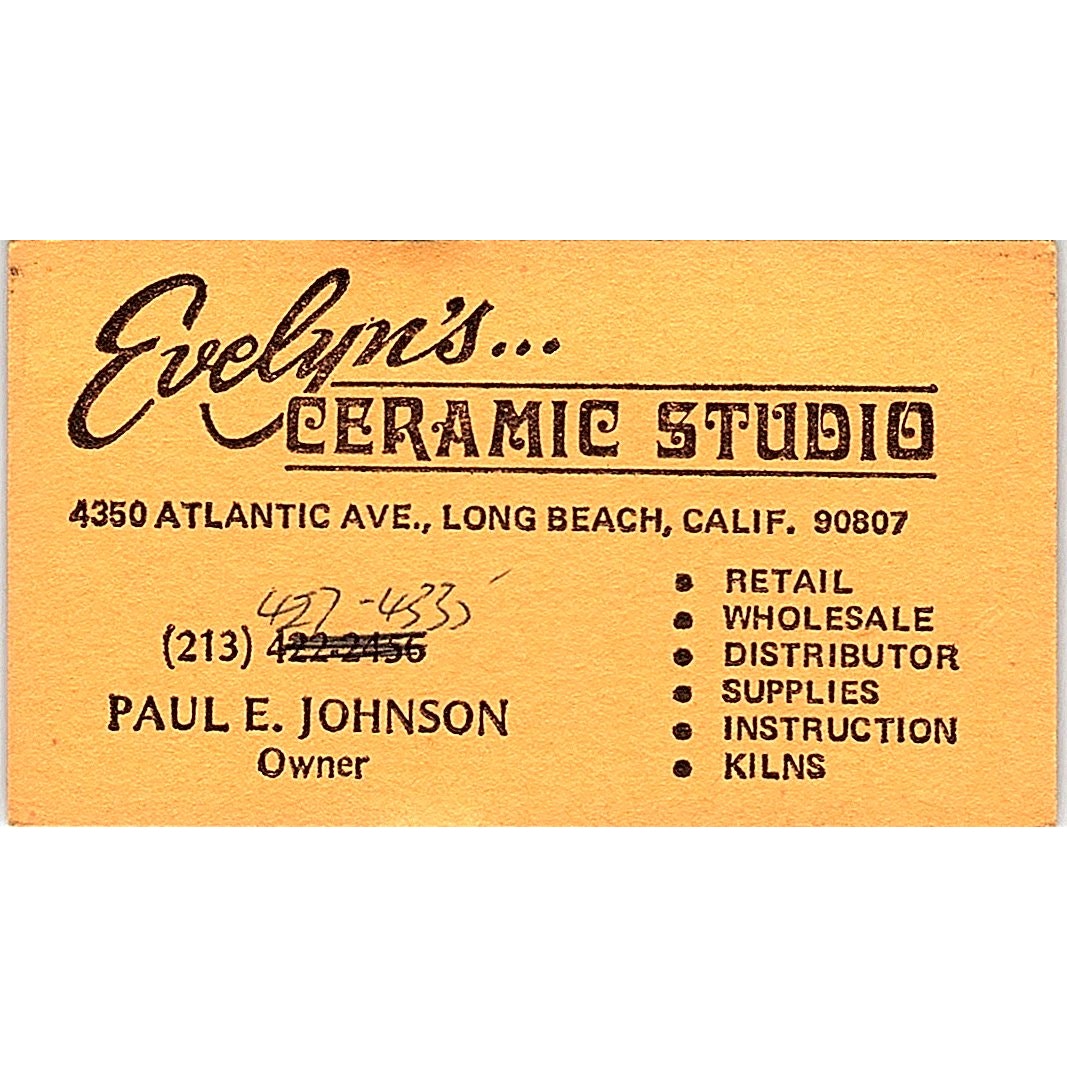 Evelyn's...
CERAMIC STUDIO
4350 ATLANTIC AVE., LONG BEACH, CALIF. 90807
427-4335
(213) 422-2456
PAUL E. JOHNSON
Owner
• RETAIL
• WHOLESALE
• DISTRIBUTOR
• SUPPLIES
• INSTRUCTION
• KILNS